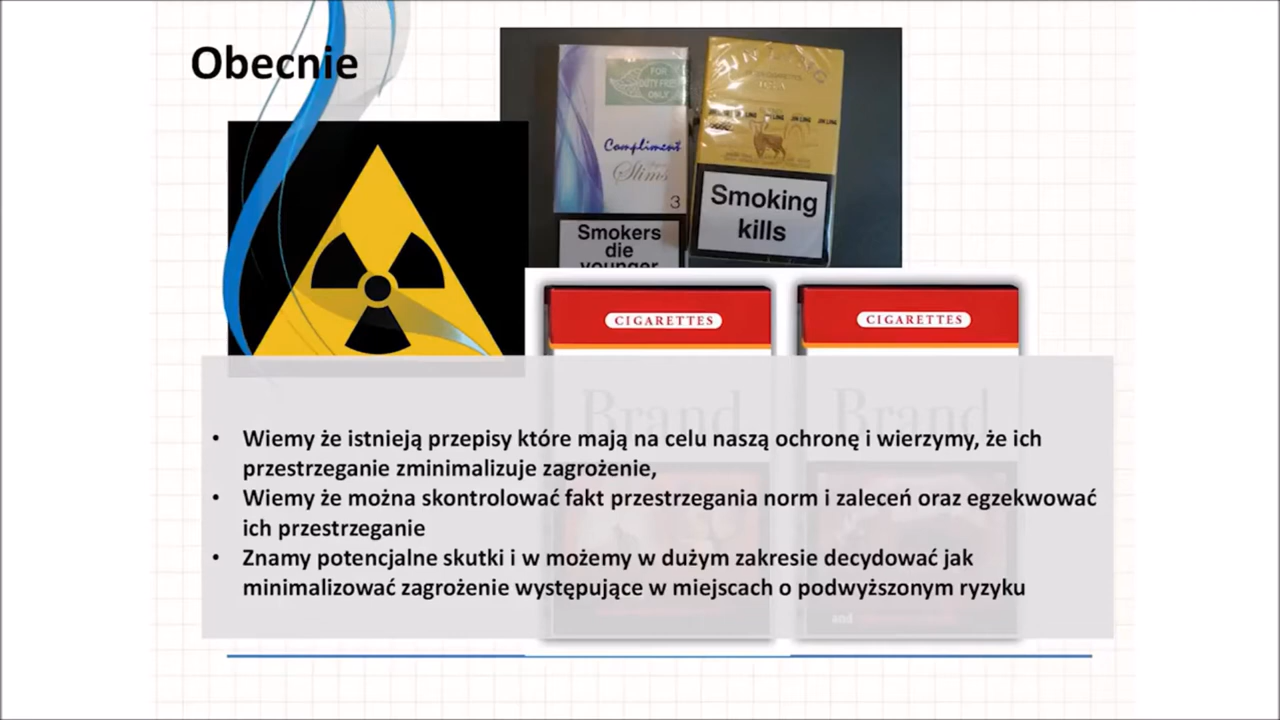 Obecnie
FOR
DUTY FREE
ONLY
Compliment
Slims
3
Smokers
die
younger
JIN LING
Smoking
kills
CIGARETTES
CIGARETTES
Brand
Brand
• Wiemy że istnieją przepisy które mają na celu naszą ochronę i wierzymy, że ich
przestrzeganie zminimalizuje zagrożenie,
• Wiemy że można skontrolować fakt przestrzegania norm i zaleceń oraz egzekwować
ich przestrzeganie
• Znamy potencjalne skutki i w możemy w dużym zakresie decydować jak
minimalizować zagrożenie występujące w miejscach o podwyższonym ryzyku